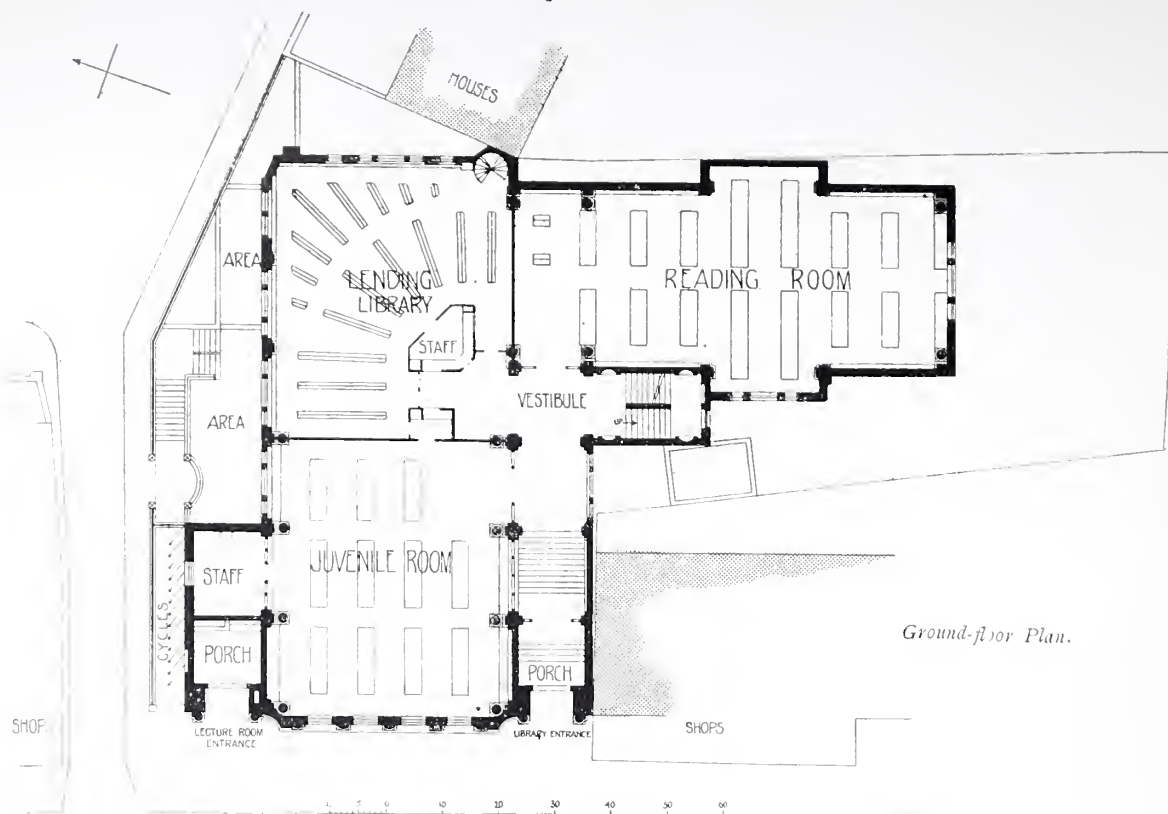 HOUSES
AREA
LENDING
LIBRARY
READING ROOM
STAFF
VESTIBULE
AREA
UP
JUVENILE ROOM
STAFF
CYCLES
PORCH
PORCH
Ground-floor Plan.
SHOP
LECTURE ROOM
ENTRANCE
LIBRARY ENTRANCE
SHOPS
5 10 20 30 40 50 60